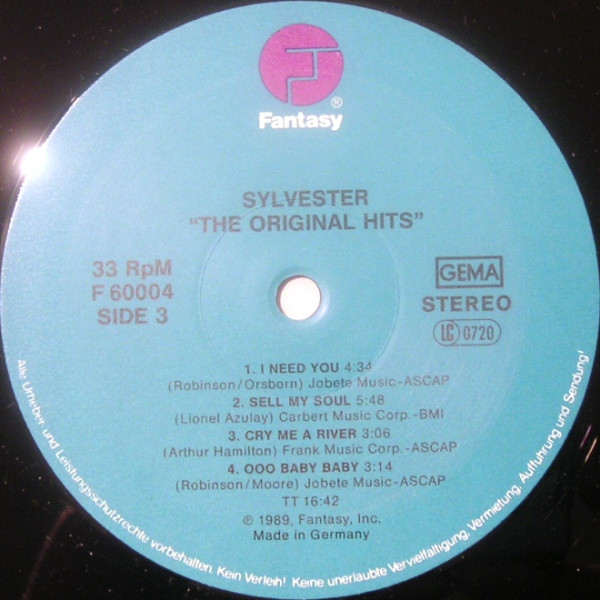 ®
Fantasy
SYLVESTER
"THE ORIGINAL HITS"
33 RpM
F 60004
SIDE 3
GEMA
STEREO
LC 0720
1. I NEED YOU 4:34
(Robinson/Orsborn) Jobete Music-ASCAP
2. SELL MY SOUL 5:48
(Lionel Azulay) Carbert Music Corp.-BMI
3. CRY ME A RIVER 3:06
(Arthur Hamilton) Frank Music Corp.-ASCAP
4. OOO BABY BABY 3:14
(Robinson/Moore) Jobete Music-ASCAP
TT 16:42
℗ 1989, Fantasy, Inc.
Made in Germany
Alle Urheber und Leistungsschutzrechte vorbehalten. Kein Verleih! Keine unerlaubte Vervielfältigung, Vermietung, Aufführung und Sendung!